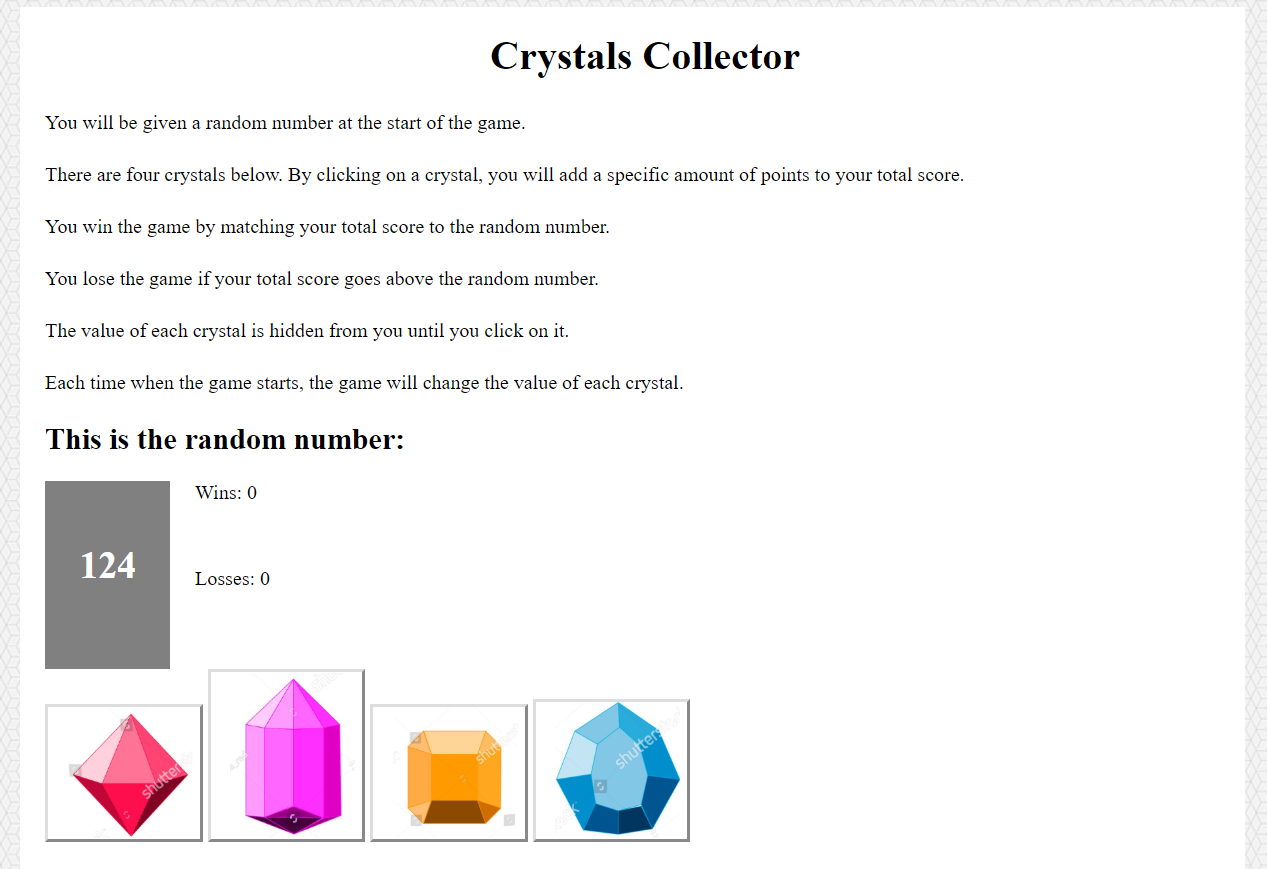 Crystals Collector
You will be given a random number at the start of the game.
There are four crystals below. By clicking on a crystal, you will add a specific amount of points to your total score.
You win the game by matching your total score to the random number.
You lose the game if your total score goes above the random number.
The value of each crystal is hidden from you until you click on it.
Each time when the game starts, the game will change the value of each crystal.
This is the random number:
124
Wins: 0
Losses: 0